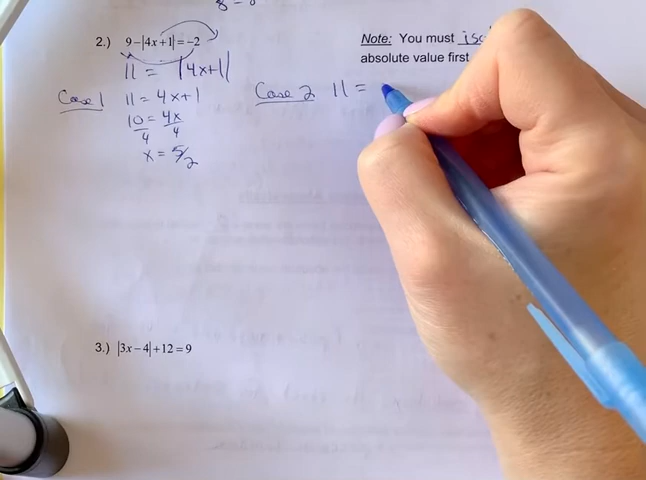 2.) 9-|4x+1|=-2
Note: You must
absolute value first
11 = |4x+1|
Case 1 11 = 4x+1
Case 2 11 =
10 = 4x
4 4
x = 5/2
3.) |3x-4|+12=9